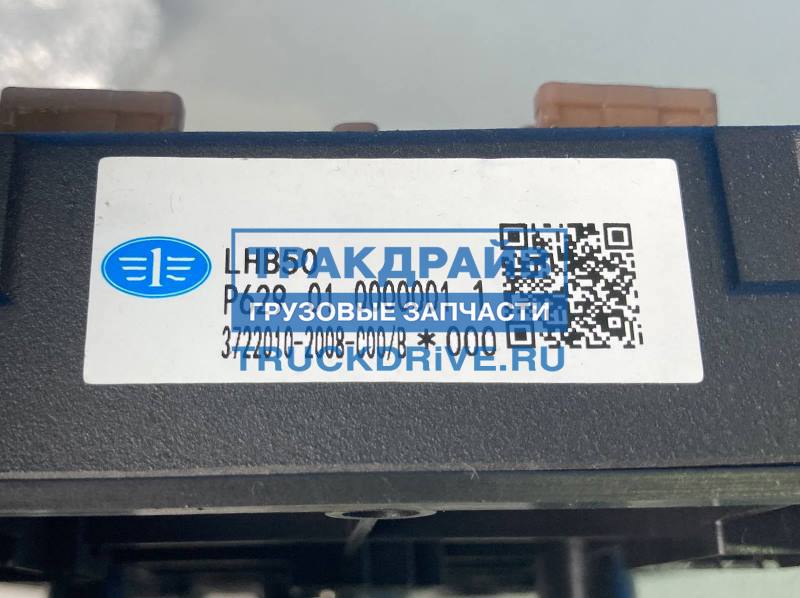 LHB50
ТРАКДРАЙВ
ГРУЗОВЫЕ ЗАПЧАСТИ
3722010-2008-C00/B *000
TRUCKDRIVE.RU